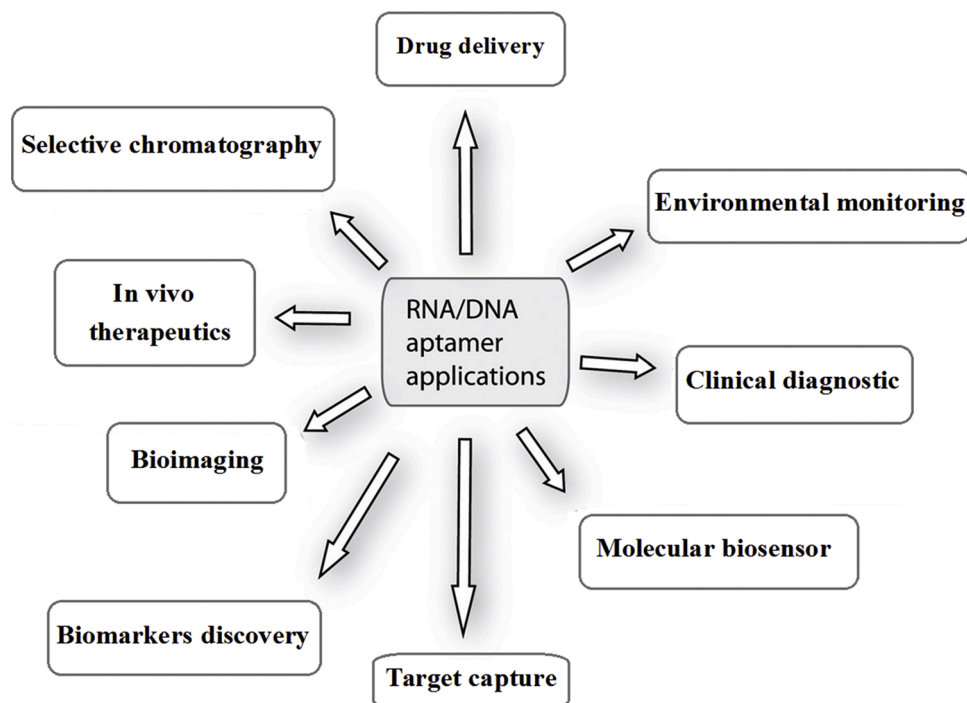 Drug delivery
Selective chromatography
Environmental monitoring
In vivo
therapeutics
RNA/DNA
aptamer
applications
Clinical diagnostic
Bioimaging
Molecular biosensor
Biomarkers discovery
Target capture